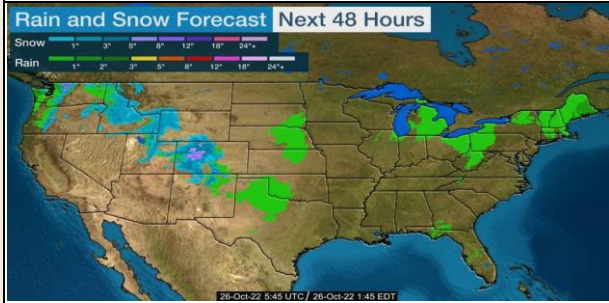 Rain and Snow Forecast Next 48 Hours
Snow
1" 3" 5" 8" 12" 18" 24"+
Rain
1" 2" 3" 5" 8" 12" 18" 24"+
26-Oct-22 5:45 UTC / 26-Oct-22 1:45 EDT